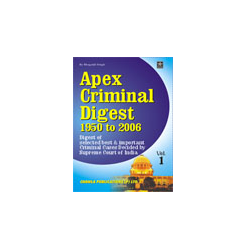 Apex
Criminal
Digest
1950 to 2006
Digest of
selected best & important
Criminal Cases Decided by
Supreme Court of India
Vol.
1